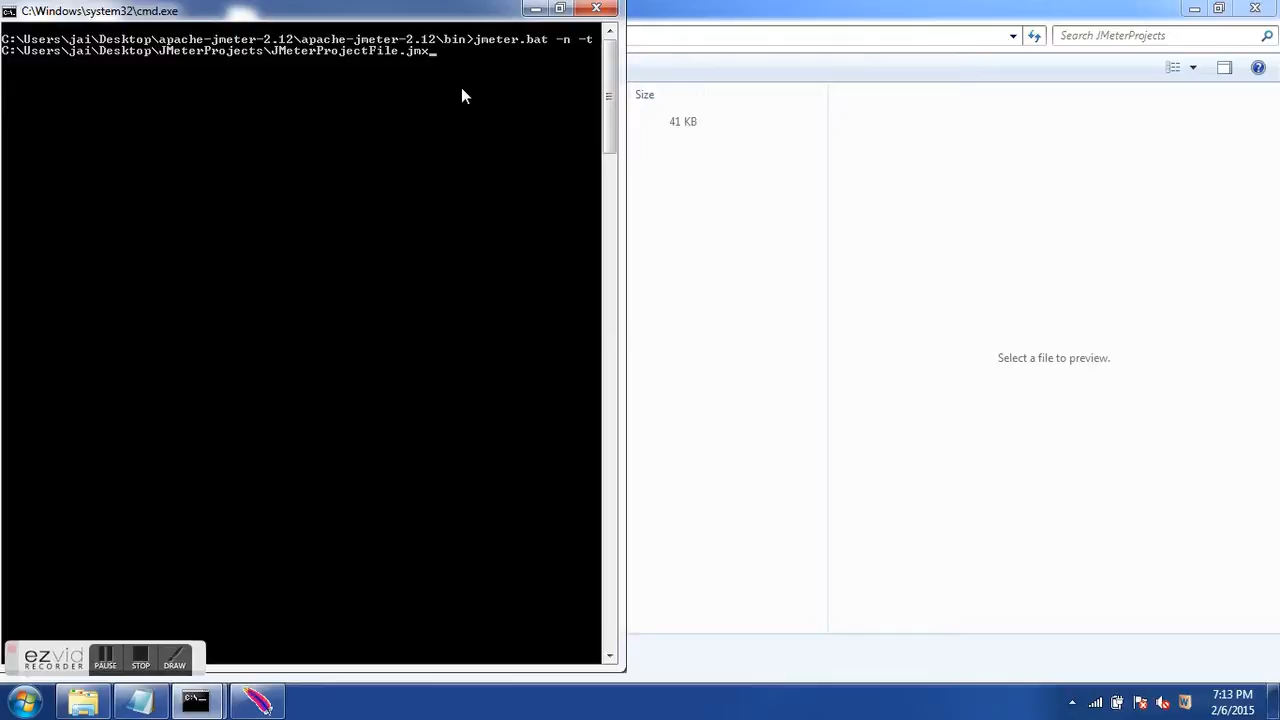 C:\Windows\system32\cmd.exe
C:\Users\jai\Desktop\apache-jmeter-2.12\apache-jmeter-2.12\bin>jmeter.bat -n -t
C:\Users\jai\Desktop\JMeterProjects\JMeterProjectFile.jmx_
Search JMeterProjects
Size
41 KB
Select a file to preview.
ezvid
RECORDER
PAUSE
STOP
DRAW
7:13 PM
2/6/2015